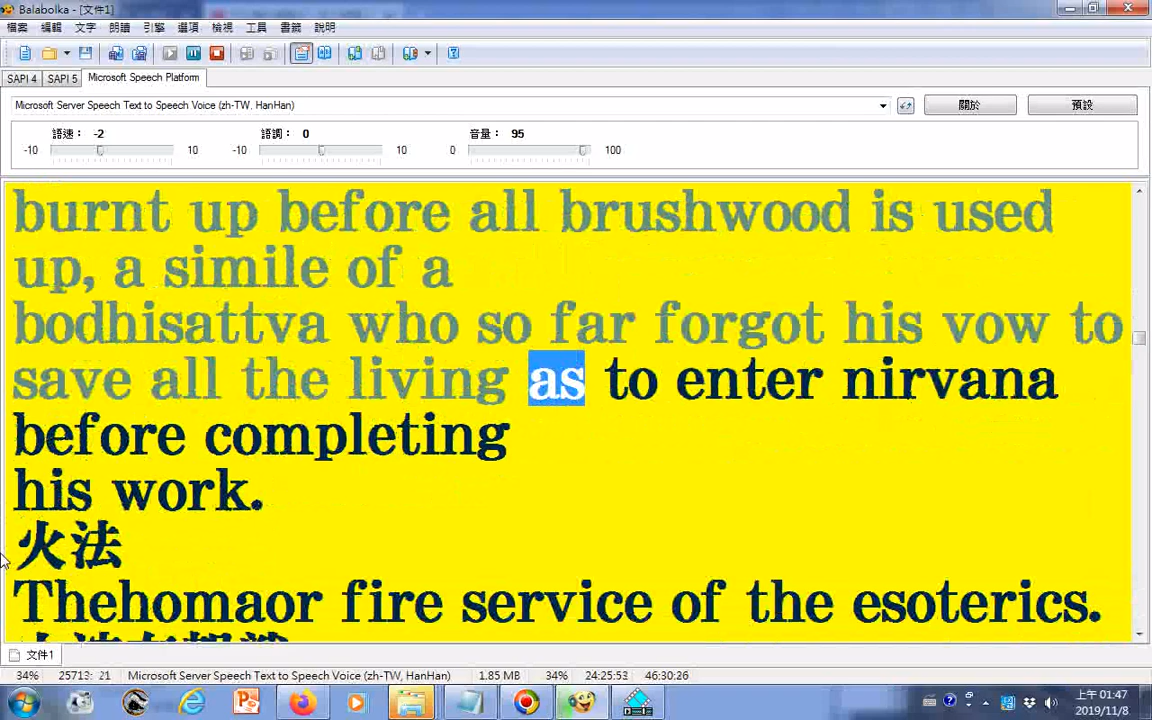 Balabolka - [文件1]
檔案 編輯 文字 朗讀 引擎 選項 檢視 工具 書籤 說明
SAPI 4 SAPI 5 Microsoft Speech Platform
Microsoft Server Speech Text to Speech Voice (zh-TW, HanHan) 關於 預設
語速： -2 語調： 0 音量： 95
-10 10 -10 10 0 100
burnt up before all brushwood is used
up, a simile of a
bodhisattva who so far forgot his vow to
save all the living as to enter nirvana
before completing
his work.
火法
Thehomaor fire service of the esoterics.
文件1
34% 25713: 21 Microsoft Server Speech Text to Speech Voice (zh-TW, HanHan) 1.85 MB 34% 24:25:53 46:30:26
上午 01:47
2019/11/8